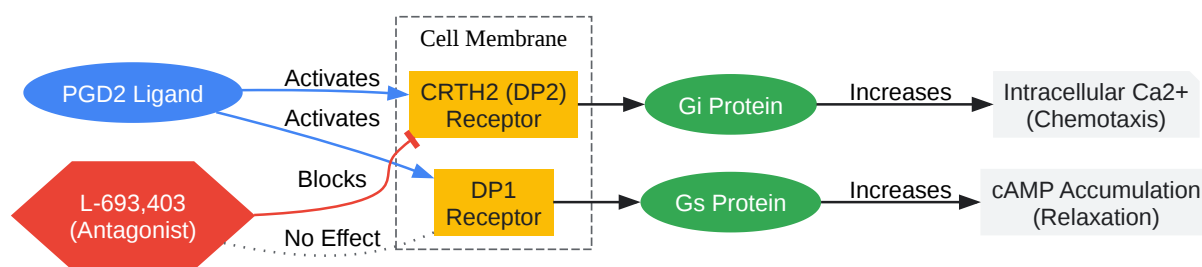 Cell Membrane
PGD2 Ligand
Activates
Activates
CRTH2 (DP2)
Receptor
Gi Protein
Increases
Intracellular Ca2+
(Chemotaxis)
L-693,403
(Antagonist)
Blocks
No Effect
DP1
Receptor
Gs Protein
Increases
cAMP Accumulation
(Relaxation)